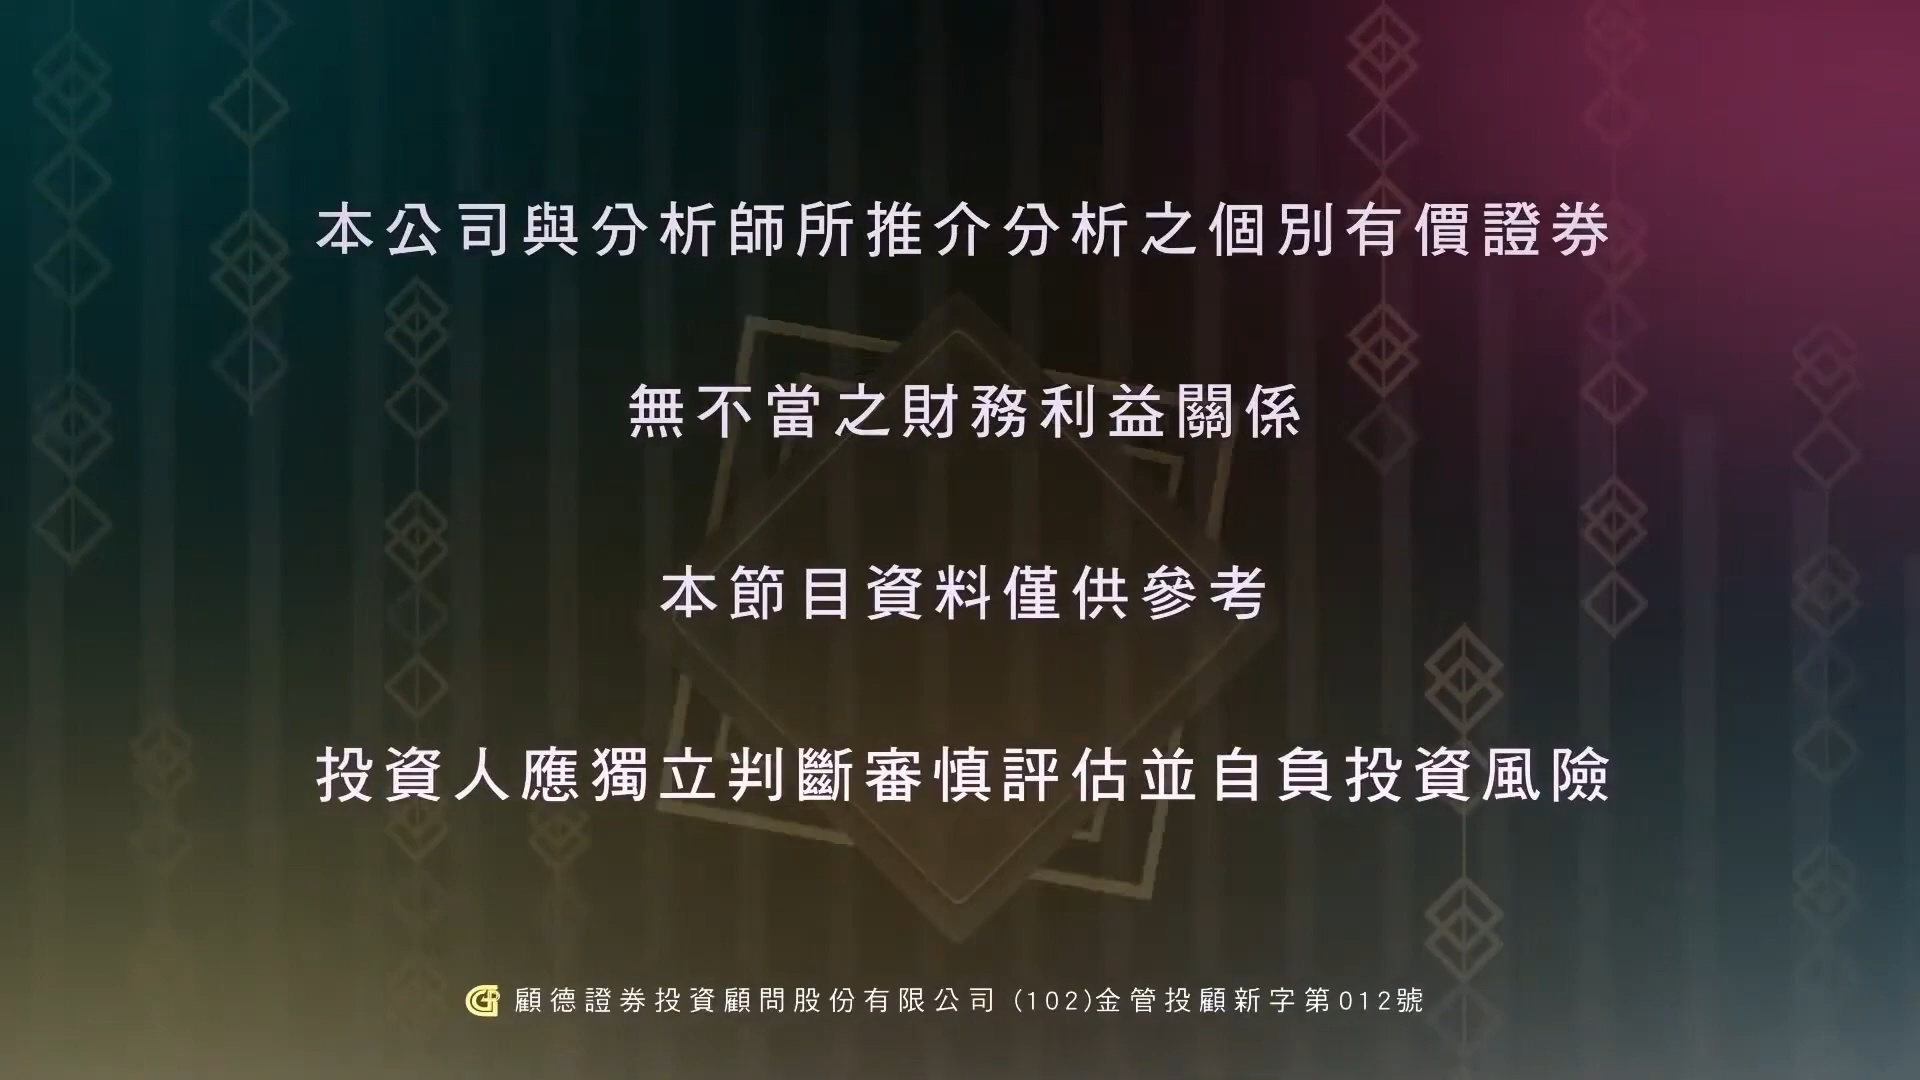 本公司與分析師所推介分析之個別有價證券
無不當之財務利益關係
本節目資料僅供參考
投資人應獨立判斷審慎評估並自負投資風險
顧德證券投資顧問股份有限公司 (102)金管投顧新字第012號